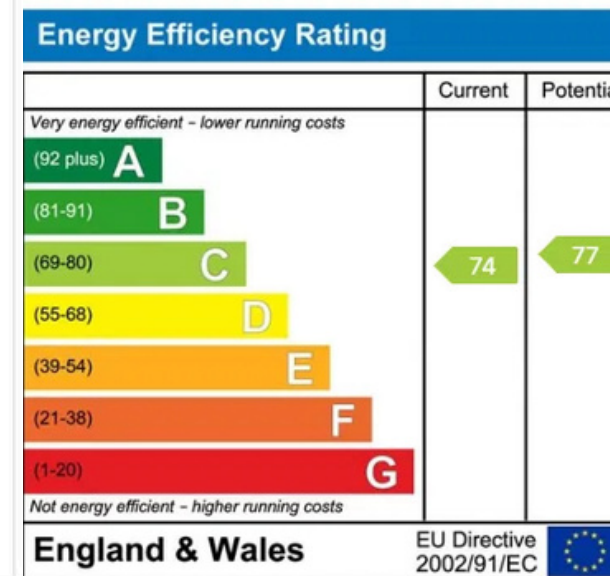 Energy Efficiency Rating
Current Potentia
Very energy efficient – lower running costs
(92 plus) A
(81-91) B
(69-80) C 74 77
(55-68) D
(39-54) E
(21-38) F
(1-20) G
Not energy efficient – higher running costs
England & Wales
EU Directive
2002/91/EC